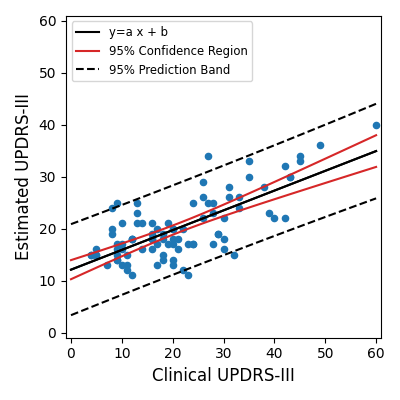 60
50
40
30
20
10
0
Estimated UPDRS-III
y=a x + b
95% Confidence Region
95% Prediction Band
0 10 20 30 40 50 60
Clinical UPDRS-III